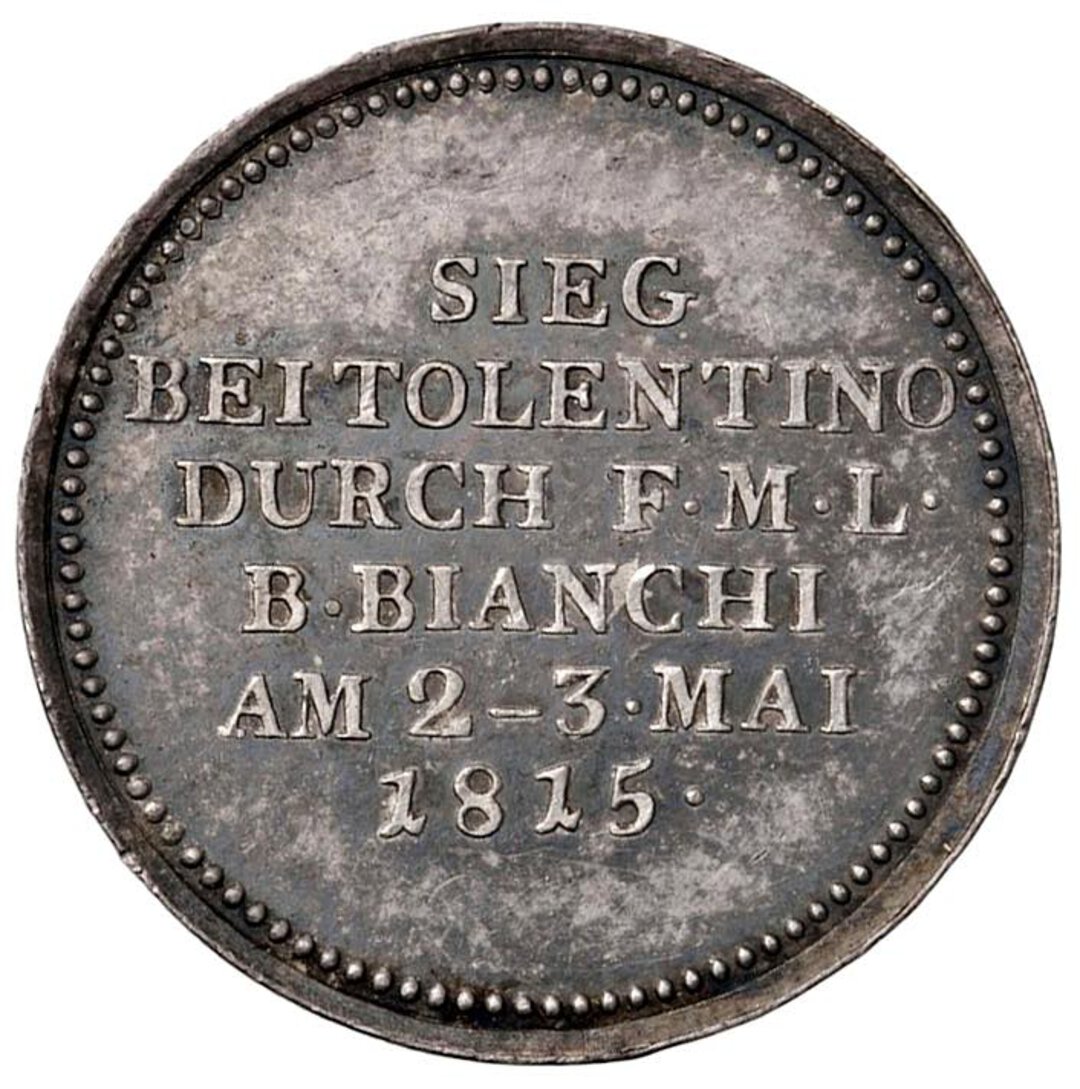 SIEG
BEI TOLENTINO
DURCH F·M·L·
B·BIANCHI
AM 2–3·MAI
1815·